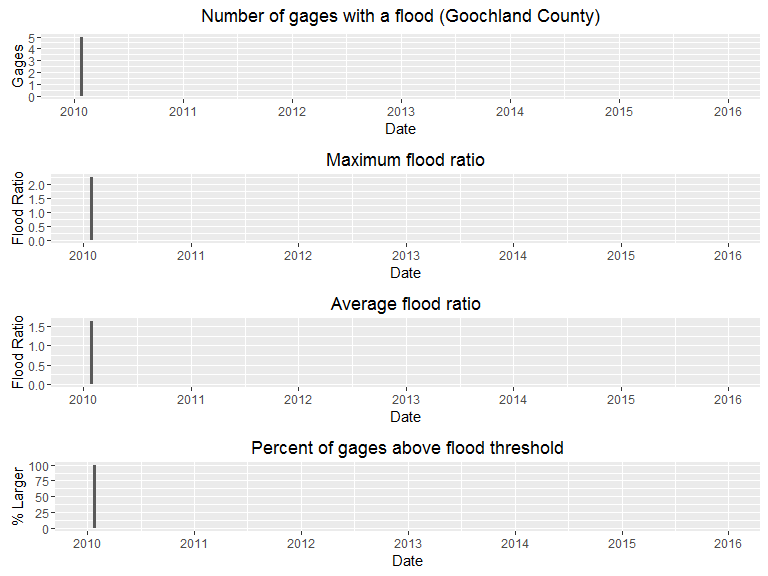 Number of gages with a flood (Goochland County)
Gages
5
4
3
2
1
0
2010 2011 2012 2013 2014 2015 2016
Date
Maximum flood ratio
Flood Ratio
2.0
1.5
1.0
0.5
0.0
2010 2011 2012 2013 2014 2015 2016
Date
Average flood ratio
Flood Ratio
1.5
1.0
0.5
0.0
2010 2011 2012 2013 2014 2015 2016
Date
Percent of gages above flood threshold
% Larger
100
75
50
25
0
2010 2011 2012 2013 2014 2015 2016
Date